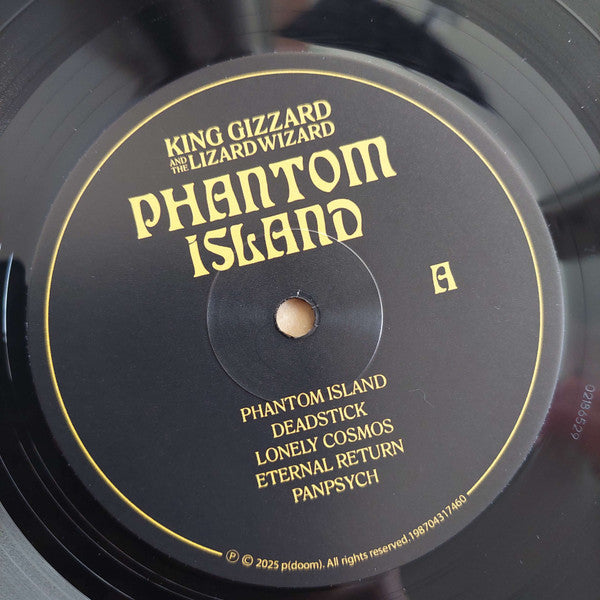 KING GIZZARD
AND THE LIZARD WIZARD
PHANTOM
ISLAND
A
PHANTOM ISLAND
DEADSTICK
LONELY COSMOS
ETERNAL RETURN
PANPSYCH
℗ © 2025 p(doom). All rights reserved.198704317460
02186529